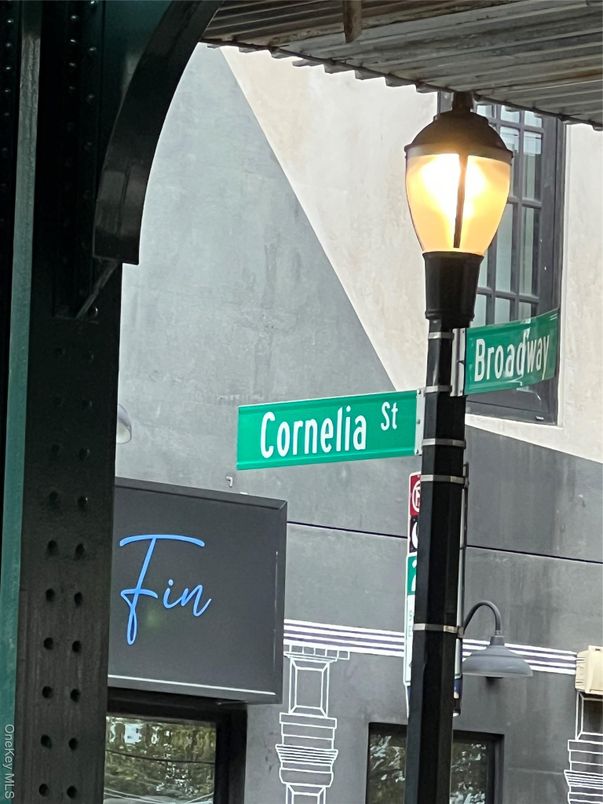 Broadway
Cornelia St
Fin
OneKey MLS